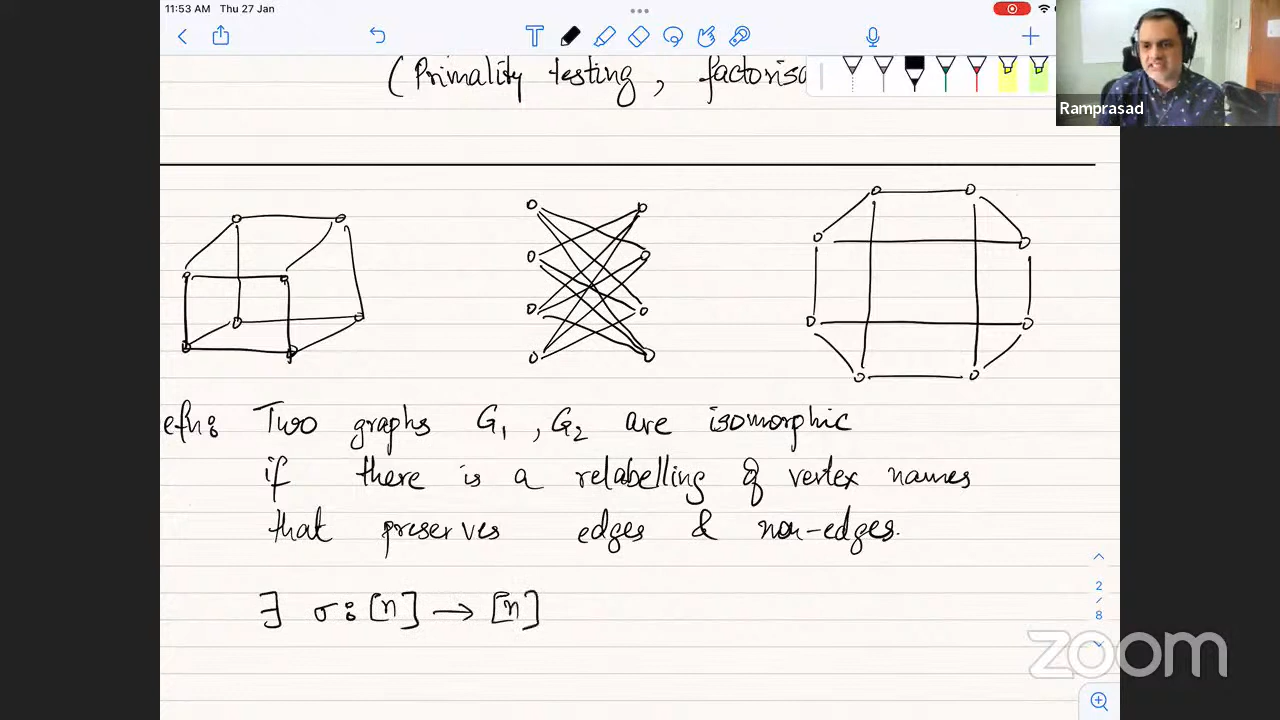 11:53 AM Thu 27 Jan
(Primality testing, factorisa
Ramprasad
efn: Two graphs G₁, G₂ are isomorphic
if there is a relabelling of vertex names
that preserves edges & non-edges.
∃ σ: [n] → [n]
2
/
8
zoom